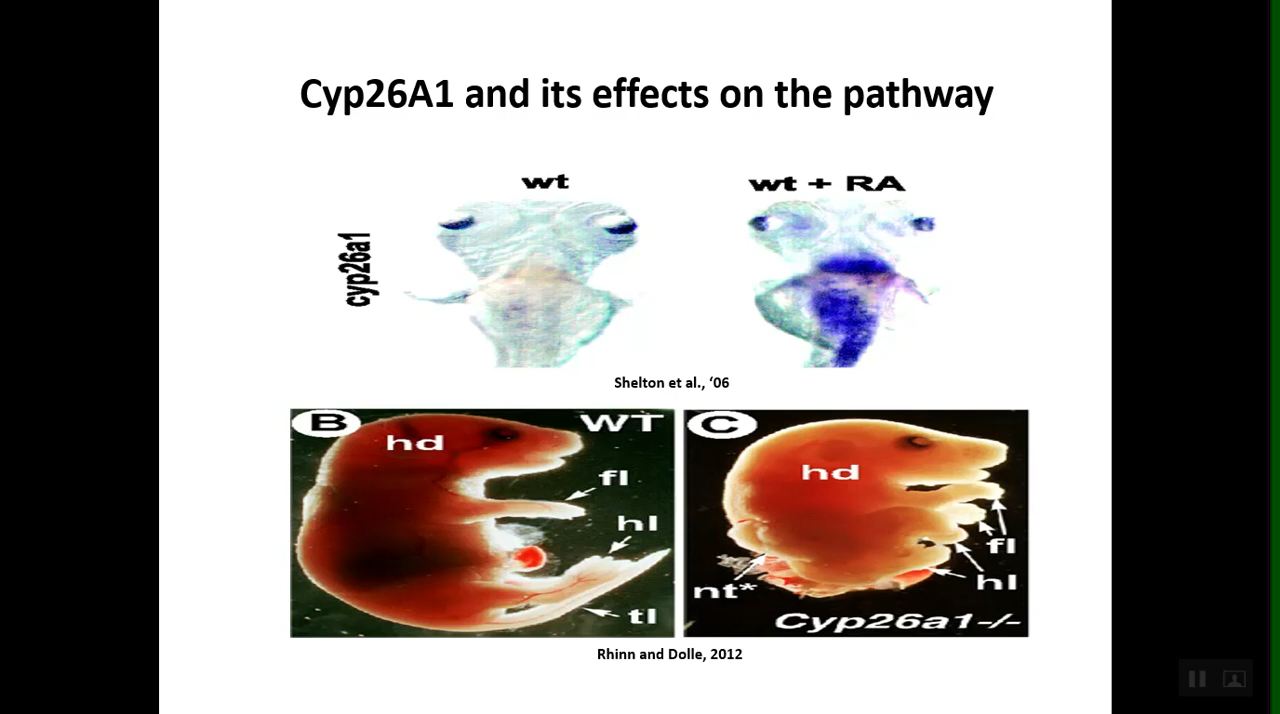 Cyp26A1 and its effects on the pathway
wt
wt + RA
cyp26a1
Shelton et al., ‘06
B
WT
hd
fl
hl
tl
C
hd
fl
hl
nt*
Cyp26a1-/-
Rhinn and Dolle, 2012